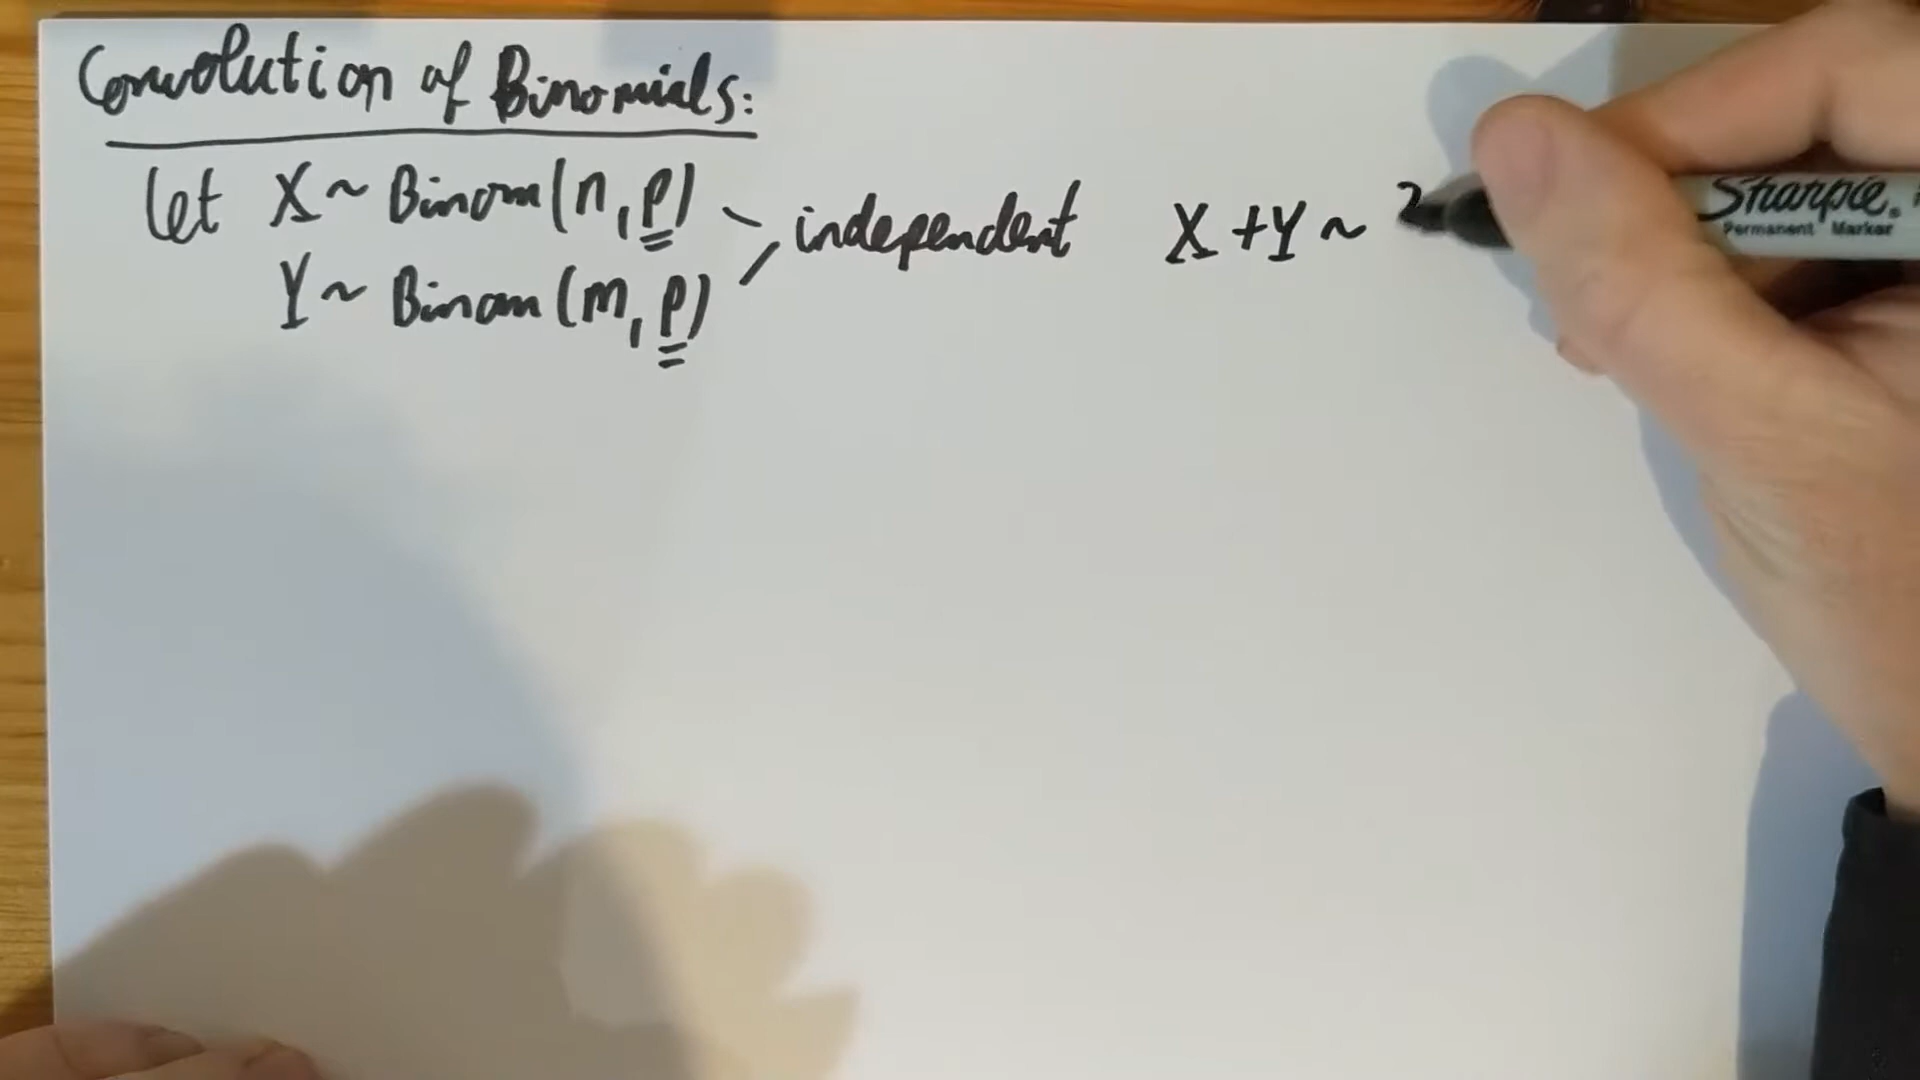 Convolution of Binomials:
Let X ~ Binom(n, p)
Y ~ Binom(m, p)
independent
X + Y ~ ?
Sharpie.
Permanent Marker